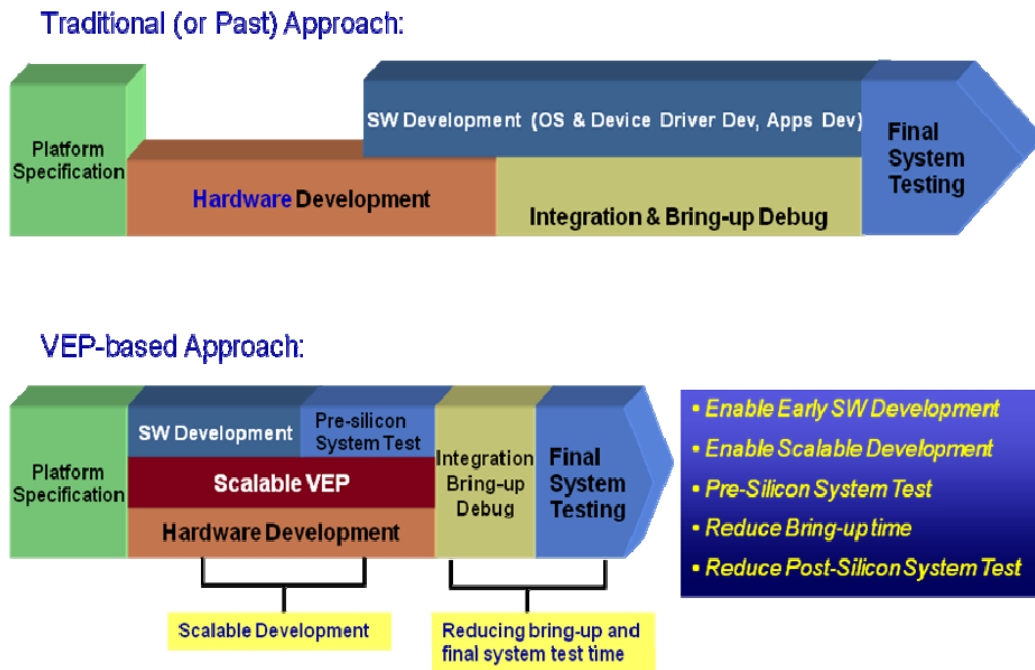 Traditional (or Past) Approach:
Platform
Specification
SW Development (OS & Device Driver Dev, Apps Dev)
Final
System
Testing
Hardware Development
Integration & Bring-up Debug
VEP-based Approach:
Platform
Specification
SW Development
Pre-silicon
System Test
Scalable VEP
Hardware Development
Integration
Bring-up
Debug
Final
System
Testing
• Enable Early SW Development
• Enable Scalable Development
• Pre-Silicon System Test
• Reduce Bring-up time
• Reduce Post-Silicon System Test
Scalable Development
Reducing bring-up and
final system test time